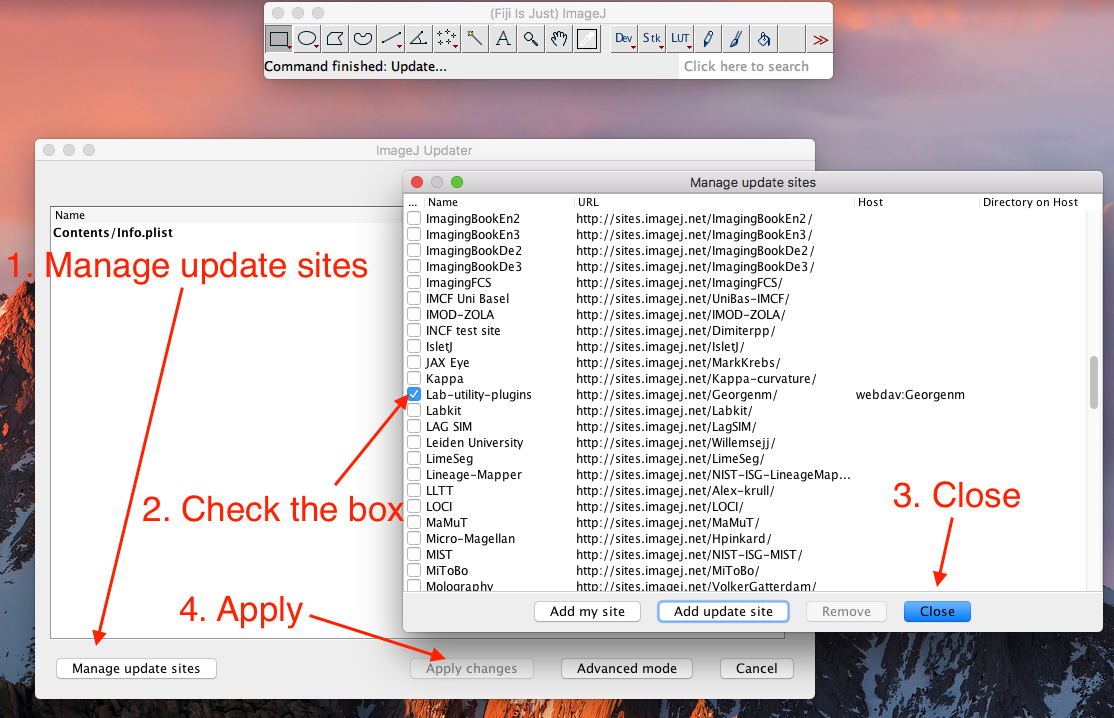 (Fiji Is Just) ImageJ
Dev Stk LUT
Command finished: Update...
Click here to search
ImageJ Updater
Name
Contents/Info.plist
1. Manage update sites
2. Check the box
4. Apply
Manage update sites
Apply changes
Advanced mode
Cancel
Manage update sites
... Name URL Host Directory on Host
ImagingBookEn2 http://sites.imagej.net/ImagingBookEn2/
ImagingBookEn3 http://sites.imagej.net/ImagingBookEn3/
ImagingBookDe2 http://sites.imagej.net/ImagingBookDe2/
ImagingBookDe3 http://sites.imagej.net/ImagingBookDe3/
ImagingFCS http://sites.imagej.net/ImagingFCS/
IMCF Uni Basel http://sites.imagej.net/UniBas-IMCF/
IMOD-ZOLA http://sites.imagej.net/IMOD-ZOLA/
INCF test site http://sites.imagej.net/Dimiterpp/
IsletJ http://sites.imagej.net/IsletJ/
JAX Eye http://sites.imagej.net/MarkKrebs/
Kappa http://sites.imagej.net/Kappa-curvature/
Lab-utility-plugins http://sites.imagej.net/Georgenm/ webdav:Georgenm
Labkit http://sites.imagej.net/Labkit/
LAG SIM http://sites.imagej.net/LagSIM/
Leiden University http://sites.imagej.net/Willemsejj/
LimeSeg http://sites.imagej.net/LimeSeg/
Lineage-Mapper http://sites.imagej.net/NIST-ISG-LineageMap...
LLTT http://sites.imagej.net/Alex-krull/
LOCI http://sites.imagej.net/LOCI/
MaMuT http://sites.imagej.net/MaMuT/
Micro-Magellan http://sites.imagej.net/Hpinkard/
MIST http://sites.imagej.net/NIST-ISG-MIST/
MiToBo http://sites.imagej.net/MiToBo/
Molography http://sites.imagej.net/VolkerGatterdam/
3. Close
Add my site
Add update site
Remove
Close